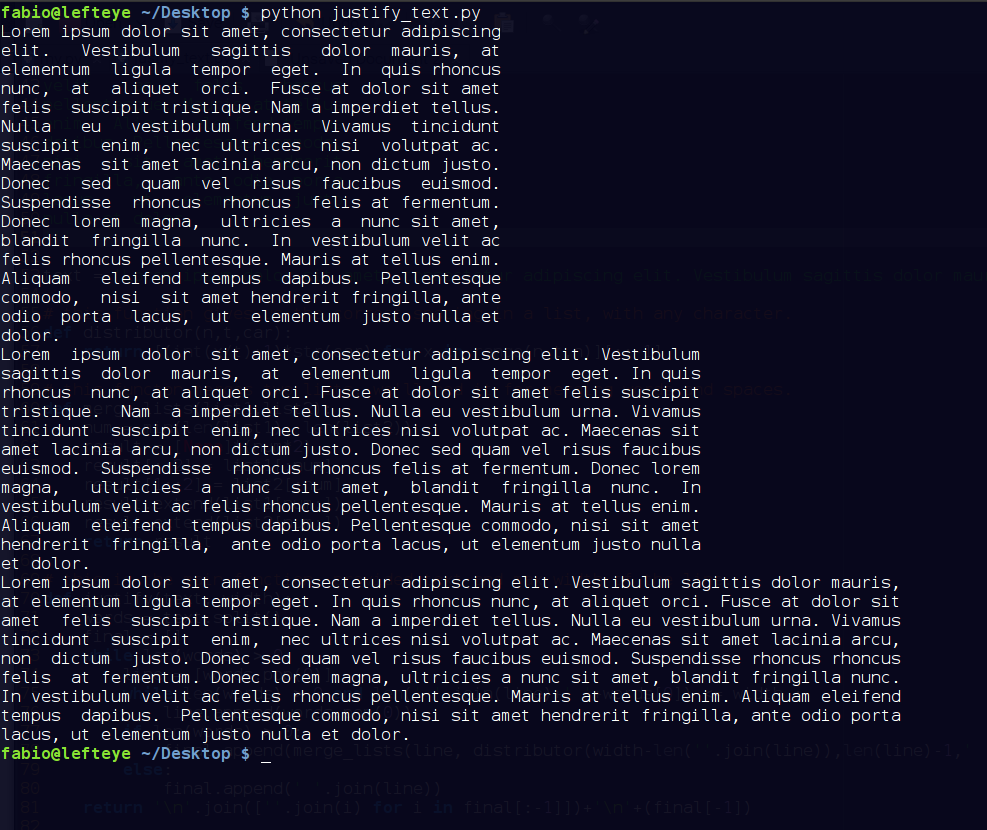 fabio@lefteye ~/Desktop $ python justify_text.py
Lorem ipsum dolor sit amet, consectetur adipiscing
elit.   Vestibulum   sagittis   dolor  mauris,  at
elementum  ligula  tempor  eget.  In  quis rhoncus
nunc,  at  aliquet  orci.  Fusce at dolor sit amet
felis  suscipit tristique. Nam a imperdiet tellus.
Nulla   eu   vestibulum  urna.  Vivamus  tincidunt
suscipit  enim,  nec  ultrices  nisi  volutpat ac.
Maecenas  sit amet lacinia arcu, non dictum justo.
Donec   sed   quam  vel  risus  faucibus  euismod.
Suspendisse  rhoncus  rhoncus  felis at fermentum.
Donec  lorem  magna,  ultricies  a  nunc sit amet,
blandit  fringilla  nunc.  In  vestibulum velit ac
felis rhoncus pellentesque. Mauris at tellus enim.
Aliquam   eleifend  tempus  dapibus.  Pellentesque
commodo,  nisi  sit amet hendrerit fringilla, ante
odio  porta  lacus,  ut  elementum  justo nulla et
dolor.
Lorem  ipsum  dolor  sit amet, consectetur adipiscing elit. Vestibulum
sagittis  dolor  mauris,  at  elementum  ligula  tempor  eget. In quis
rhoncus  nunc, at aliquet orci. Fusce at dolor sit amet felis suscipit
tristique.  Nam  a imperdiet tellus. Nulla eu vestibulum urna. Vivamus
tincidunt  suscipit  enim, nec ultrices nisi volutpat ac. Maecenas sit
amet lacinia arcu, non dictum justo. Donec sed quam vel risus faucibus
euismod.  Suspendisse  rhoncus rhoncus felis at fermentum. Donec lorem
magna,   ultricies  a  nunc  sit  amet,  blandit  fringilla  nunc.  In
vestibulum velit ac felis rhoncus pellentesque. Mauris at tellus enim.
Aliquam  eleifend  tempus dapibus. Pellentesque commodo, nisi sit amet
hendrerit  fringilla,  ante odio porta lacus, ut elementum justo nulla
et dolor.
Lorem ipsum dolor sit amet, consectetur adipiscing elit. Vestibulum sagittis dolor mauris,
at elementum ligula tempor eget. In quis rhoncus nunc, at aliquet orci. Fusce at dolor sit
amet  felis  suscipit tristique. Nam a imperdiet tellus. Nulla eu vestibulum urna. Vivamus
tincidunt  suscipit  enim,  nec ultrices nisi volutpat ac. Maecenas sit amet lacinia arcu,
non  dictum  justo. Donec sed quam vel risus faucibus euismod. Suspendisse rhoncus rhoncus
felis  at fermentum. Donec lorem magna, ultricies a nunc sit amet, blandit fringilla nunc.
In vestibulum velit ac felis rhoncus pellentesque. Mauris at tellus enim. Aliquam eleifend
tempus  dapibus.  Pellentesque commodo, nisi sit amet hendrerit fringilla, ante odio porta
lacus, ut elementum justo nulla et dolor.
fabio@lefteye ~/Desktop $ _